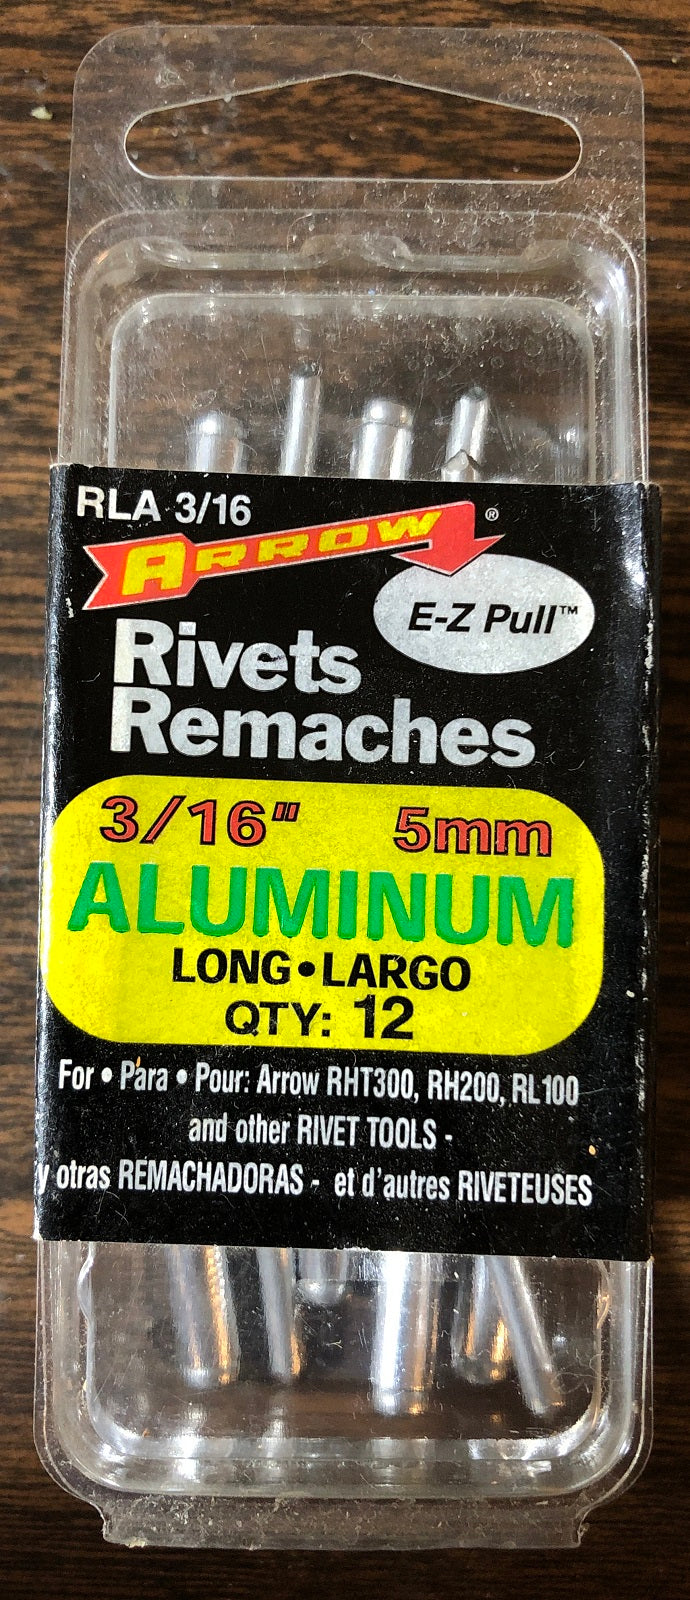 RLA 3/16
ARROW®
E-Z Pull™
Rivets
Remaches
3/16" 5mm
ALUMINUM
LONG•LARGO
QTY: 12
For • Para • Pour: Arrow RHT300, RH200, RL100
and other RIVET TOOLS -
y otras REMACHADORAS - et d'autres RIVETEUSES